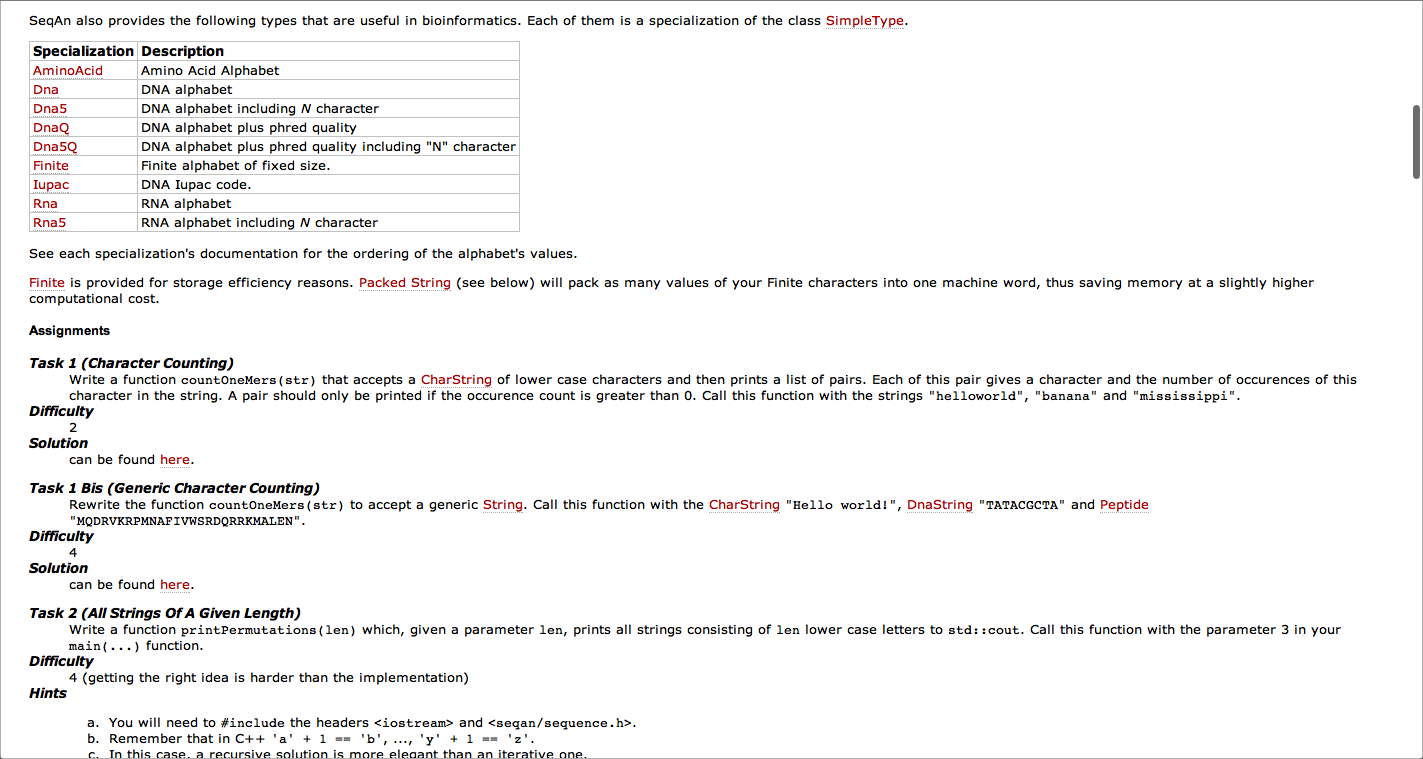 SeqAn also provides the following types that are useful in bioinformatics. Each of them is a specialization of the class SimpleType.
Specialization Description
AminoAcid Amino Acid Alphabet
Dna DNA alphabet
Dna5 DNA alphabet including N character
DnaQ DNA alphabet plus phred quality
Dna5Q DNA alphabet plus phred quality including "N" character
Finite Finite alphabet of fixed size.
Iupac DNA Iupac code.
Rna RNA alphabet
Rna5 RNA alphabet including N character
See each specialization's documentation for the ordering of the alphabet's values.
Finite is provided for storage efficiency reasons. Packed String (see below) will pack as many values of your Finite characters into one machine word, thus saving memory at a slightly higher
computational cost.
Assignments
Task 1 (Character Counting)
Write a function countOneMers(str) that accepts a CharString of lower case characters and then prints a list of pairs. Each of this pair gives a character and the number of occurences of this
character in the string. A pair should only be printed if the occurence count is greater than 0. Call this function with the strings "helloworld", "banana" and "mississippi".
Difficulty
2
Solution
can be found here.
Task 1 Bis (Generic Character Counting)
Rewrite the function countOneMers(str) to accept a generic String. Call this function with the CharString "Hello world!", DnaString "TATACGCTA" and Peptide
"MQDRVKRPMNAFIVWSRDQRRKMALEN".
Difficulty
4
Solution
can be found here.
Task 2 (All Strings Of A Given Length)
Write a function printPermutations(len) which, given a parameter len, prints all strings consisting of len lower case letters to std::cout. Call this function with the parameter 3 in your
main(...) function.
Difficulty
4 (getting the right idea is harder than the implementation)
Hints
a. You will need to #include the headers <iostream> and <seqan/sequence.h>.
b. Remember that in C++ 'a' + 1 == 'b', ..., 'y' + 1 == 'z'.
c. In this case, a recursive solution is more elegant than an iterative one.